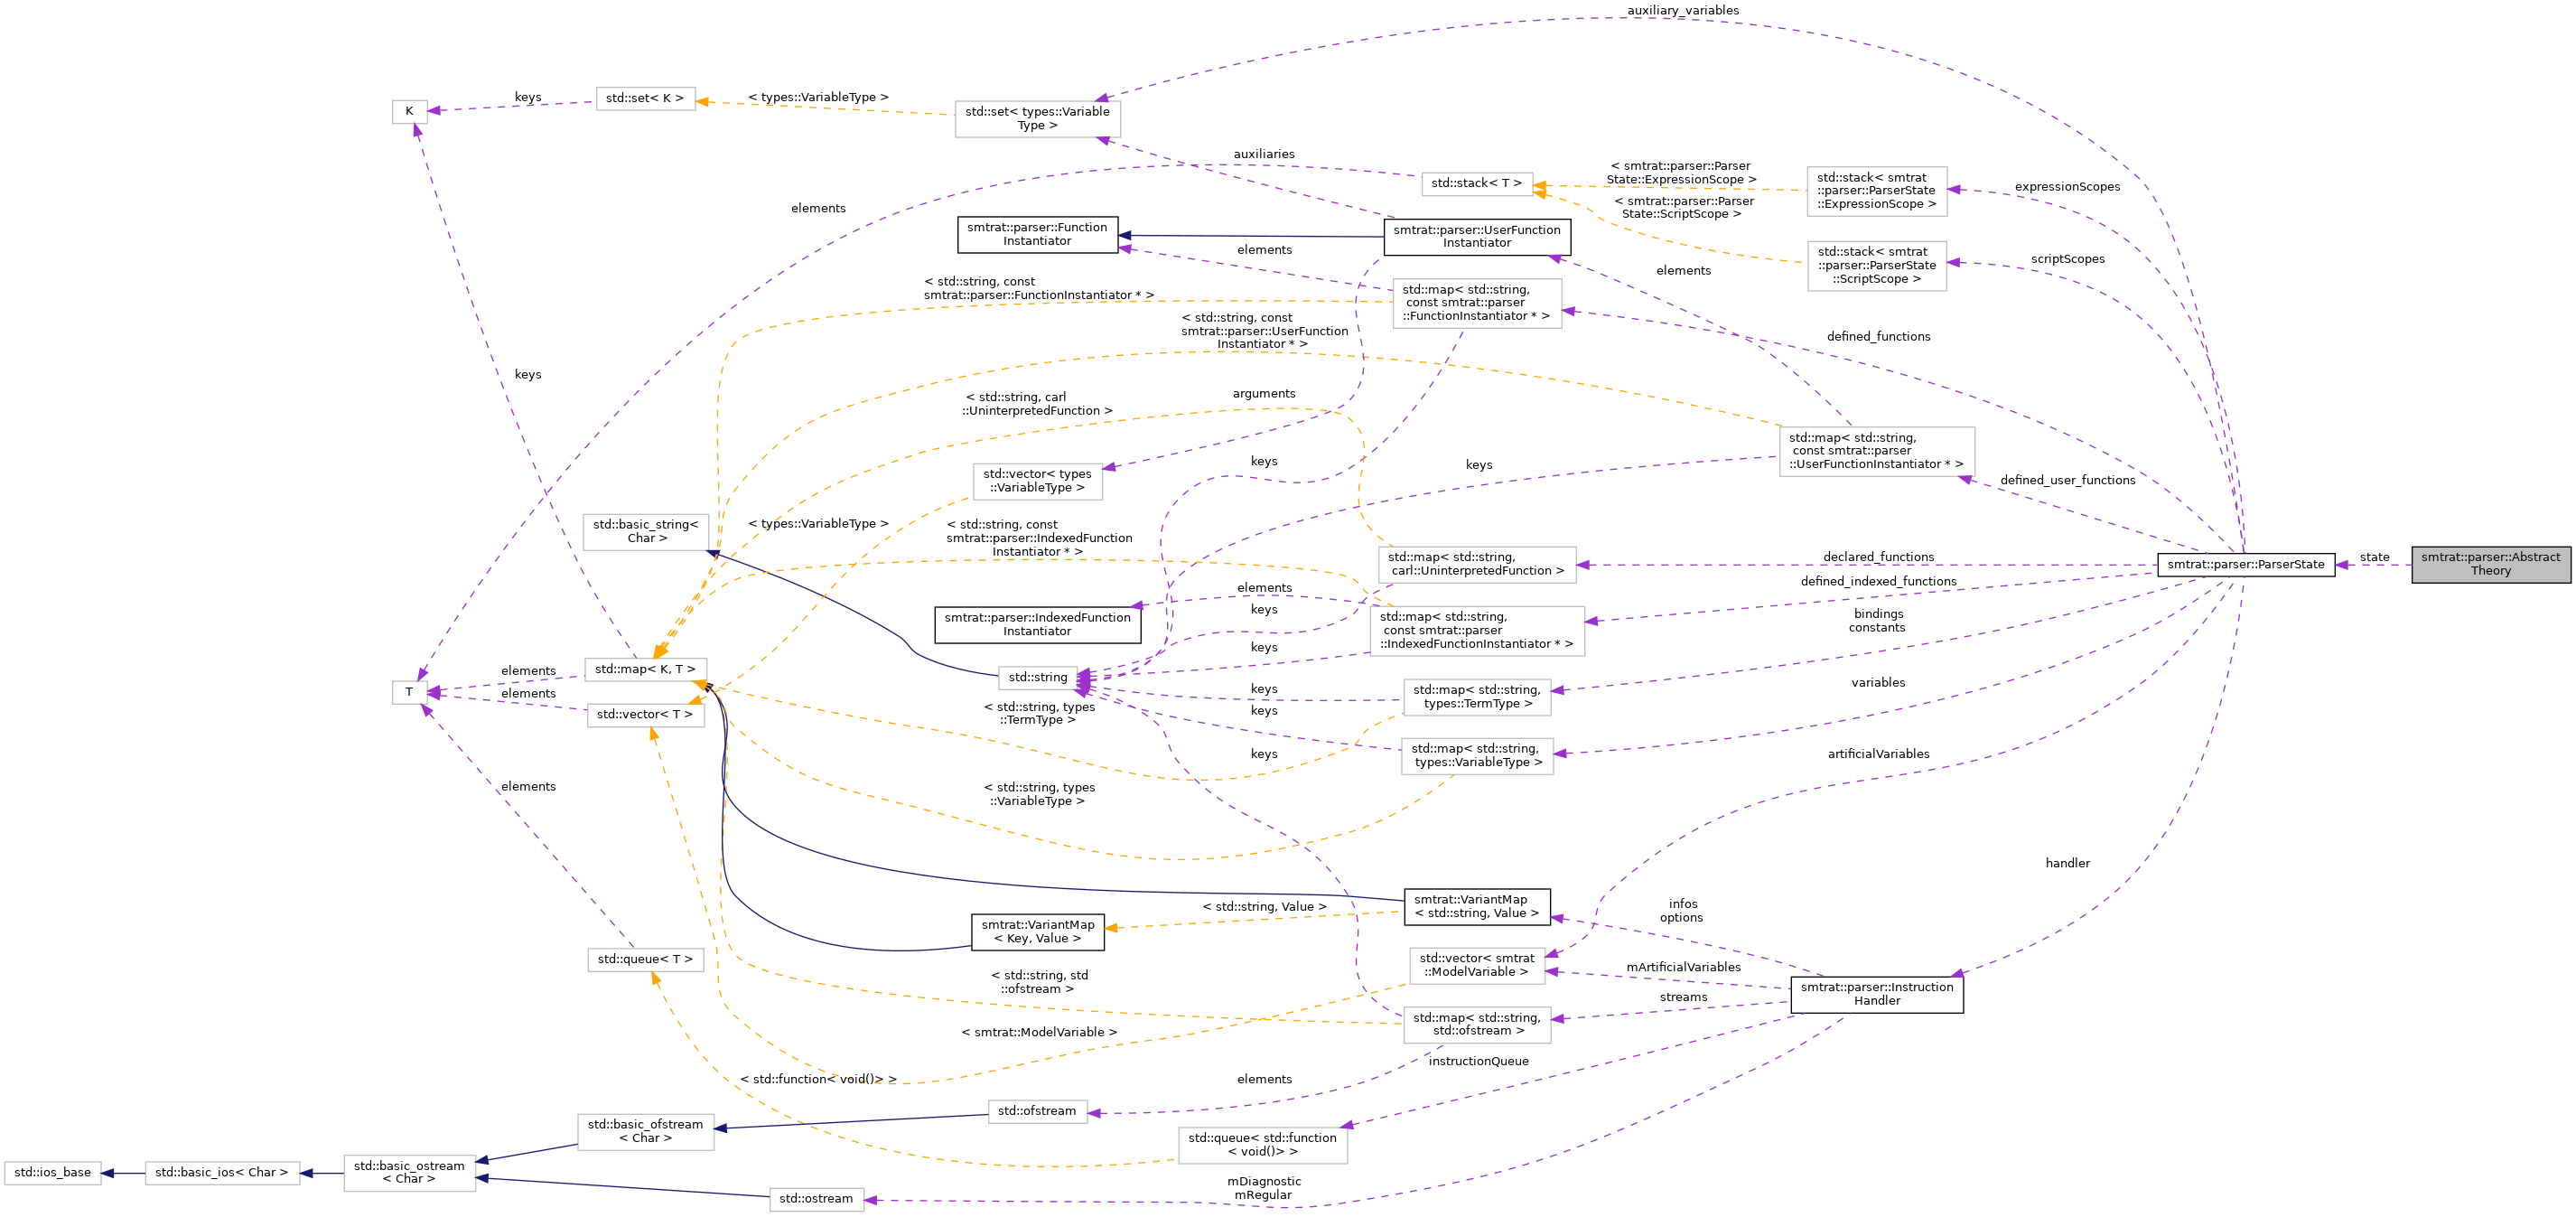 auxiliary_variables
K
keys
std::set< K >
< types::VariableType >
std::set< types::Variable
Type >
auxiliaries
std::stack< T >
< smtrat::parser::Parser
State::ExpressionScope >
std::stack< smtrat
::parser::ParserState
::ExpressionScope >
expressionScopes
elements
smtrat::parser::Function
Instantiator
smtrat::parser::UserFunction
Instantiator
< smtrat::parser::Parser
State::ScriptScope >
std::stack< smtrat
::parser::ParserState
::ScriptScope >
scriptScopes
elements
elements
< std::string, const
smtrat::parser::FunctionInstantiator * >
std::map< std::string,
const smtrat::parser
::FunctionInstantiator * >
defined_functions
< std::string, const
smtrat::parser::UserFunction
Instantiator * >
keys
< std::string, carl
::UninterpretedFunction >
arguments
std::map< std::string,
const smtrat::parser
::UserFunctionInstantiator * >
defined_user_functions
std::vector< types
::VariableType >
keys
keys
std::basic_string<
Char >
< types::VariableType >
< std::string, const
smtrat::parser::IndexedFunction
Instantiator * >
std::map< std::string,
carl::UninterpretedFunction >
declared_functions
smtrat::parser::ParserState
state
smtrat::parser::Abstract
Theory
defined_indexed_functions
elements
smtrat::parser::IndexedFunction
Instantiator
keys
std::map< std::string,
const smtrat::parser
::IndexedFunctionInstantiator * >
bindings
constants
keys
std::map< K, T >
elements
T
elements
std::vector< T >
std::string
keys
std::map< std::string,
types::TermType >
variables
< std::string, types
::TermType >
keys
keys
std::map< std::string,
types::VariableType >
artificialVariables
< std::string, types
::VariableType >
elements
handler
smtrat::VariantMap
< std::string, Value >
< std::string, Value >
infos
options
smtrat::VariantMap
< Key, Value >
std::queue< T >
std::vector< smtrat
::ModelVariable >
mArtificialVariables
smtrat::parser::Instruction
Handler
< std::string, std
::ofstream >
streams
std::map< std::string,
std::ofstream >
< smtrat::ModelVariable >
instructionQueue
< std::function< void()> >
elements
std::ofstream
std::basic_ofstream
< Char >
std::queue< std::function
< void()> >
std::ios_base
std::basic_ios< Char >
std::basic_ostream
< Char >
std::ostream
mDiagnostic
mRegular